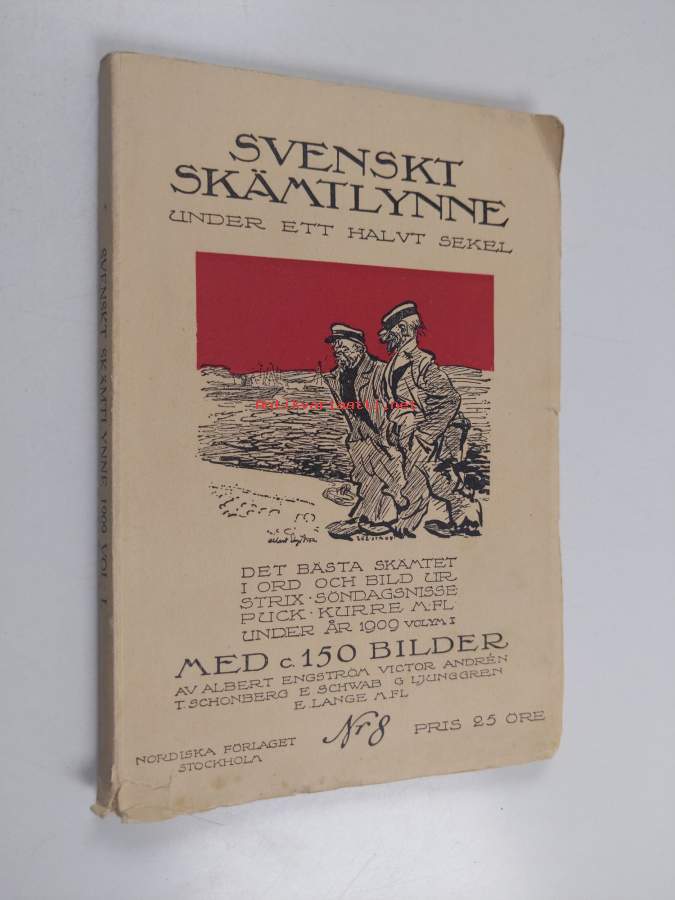 SVENSKT
SKÄMTLYNNE
UNDER ETT HALVT SEKEL
Antikvariaatti.net
DET BÄSTA SKÄMTET
I ORD OCH BILD UR
STRIX · SÖNDAGSNISSE
PUCK · KURRE M.FL
UNDER ÅR 1909 VOLYM I
MED c. 150 BILDER
AV ALBERT ENGSTRÖM VICTOR ANDRÉN
T. SCHONBERG E SCHWAB G LJUNGGREN
E. LANGE M.FL
NORDISKA FÖRLAGET
STOCKHOLM
Nr 8
PRIS 25 ÖRE
SVENSKT SKÄMTLYNNE 1909 VOL. I